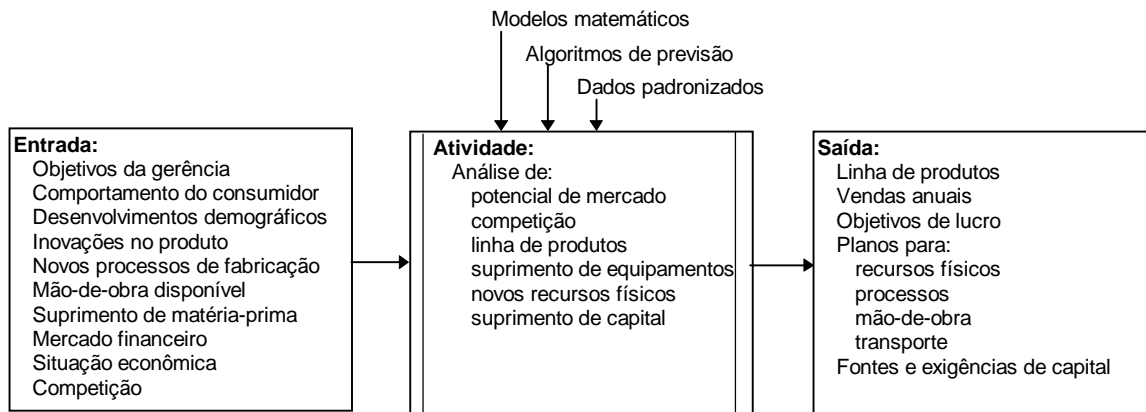 Modelos matemáticos
Algoritmos de previsão
Dados padronizados
Entrada:
Objetivos da gerência
Comportamento do consumidor
Desenvolvimentos demográficos
Inovações no produto
Novos processos de fabricação
Mão-de-obra disponível
Suprimento de matéria-prima
Mercado financeiro
Situação econômica
Competição
Atividade:
Análise de:
potencial de mercado
competição
linha de produtos
suprimento de equipamentos
novos recursos físicos
suprimento de capital
Saída:
Linha de produtos
Vendas anuais
Objetivos de lucro
Planos para:
recursos físicos
processos
mão-de-obra
transporte
Fontes e exigências de capital